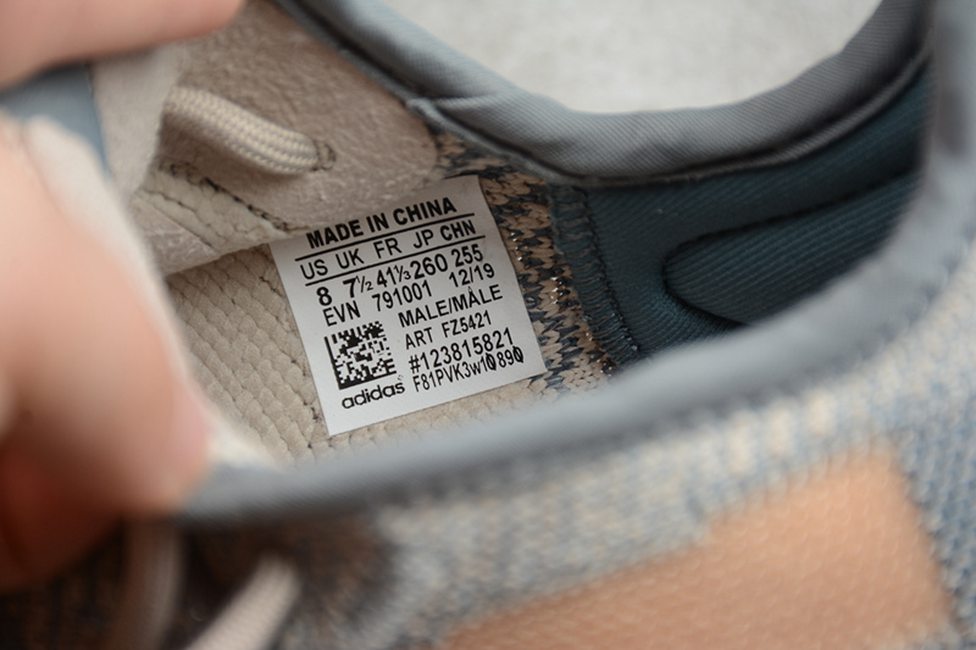 MADE IN CHINA
US UK FR JP CHN
8 7½ 41⅓ 260 255
EVN 791001 12/19
MALE/MÂLE
ART FZ5421
#123815821
adidas F81PVK3w10890